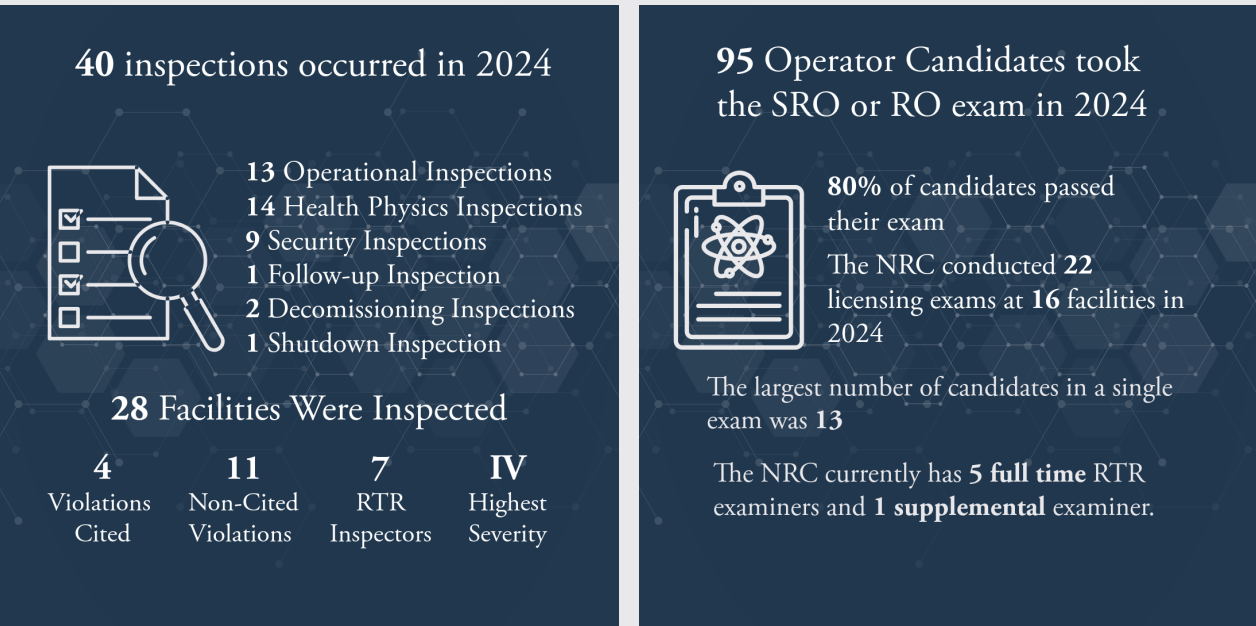 40 inspections occurred in 2024
13 Operational Inspections
14 Health Physics Inspections
9 Security Inspections
1 Follow-up Inspection
2 Decomissioning Inspections
1 Shutdown Inspection
28 Facilities Were Inspected
4
Violations
Cited
11
Non-Cited
Violations
7
RTR
Inspectors
IV
Highest
Severity
95 Operator Candidates took
the SRO or RO exam in 2024
80% of candidates passed
their exam
The NRC conducted 22
licensing exams at 16 facilities in
2024
The largest number of candidates in a single
exam was 13
The NRC currently has 5 full time RTR
examiners and 1 supplemental examiner.